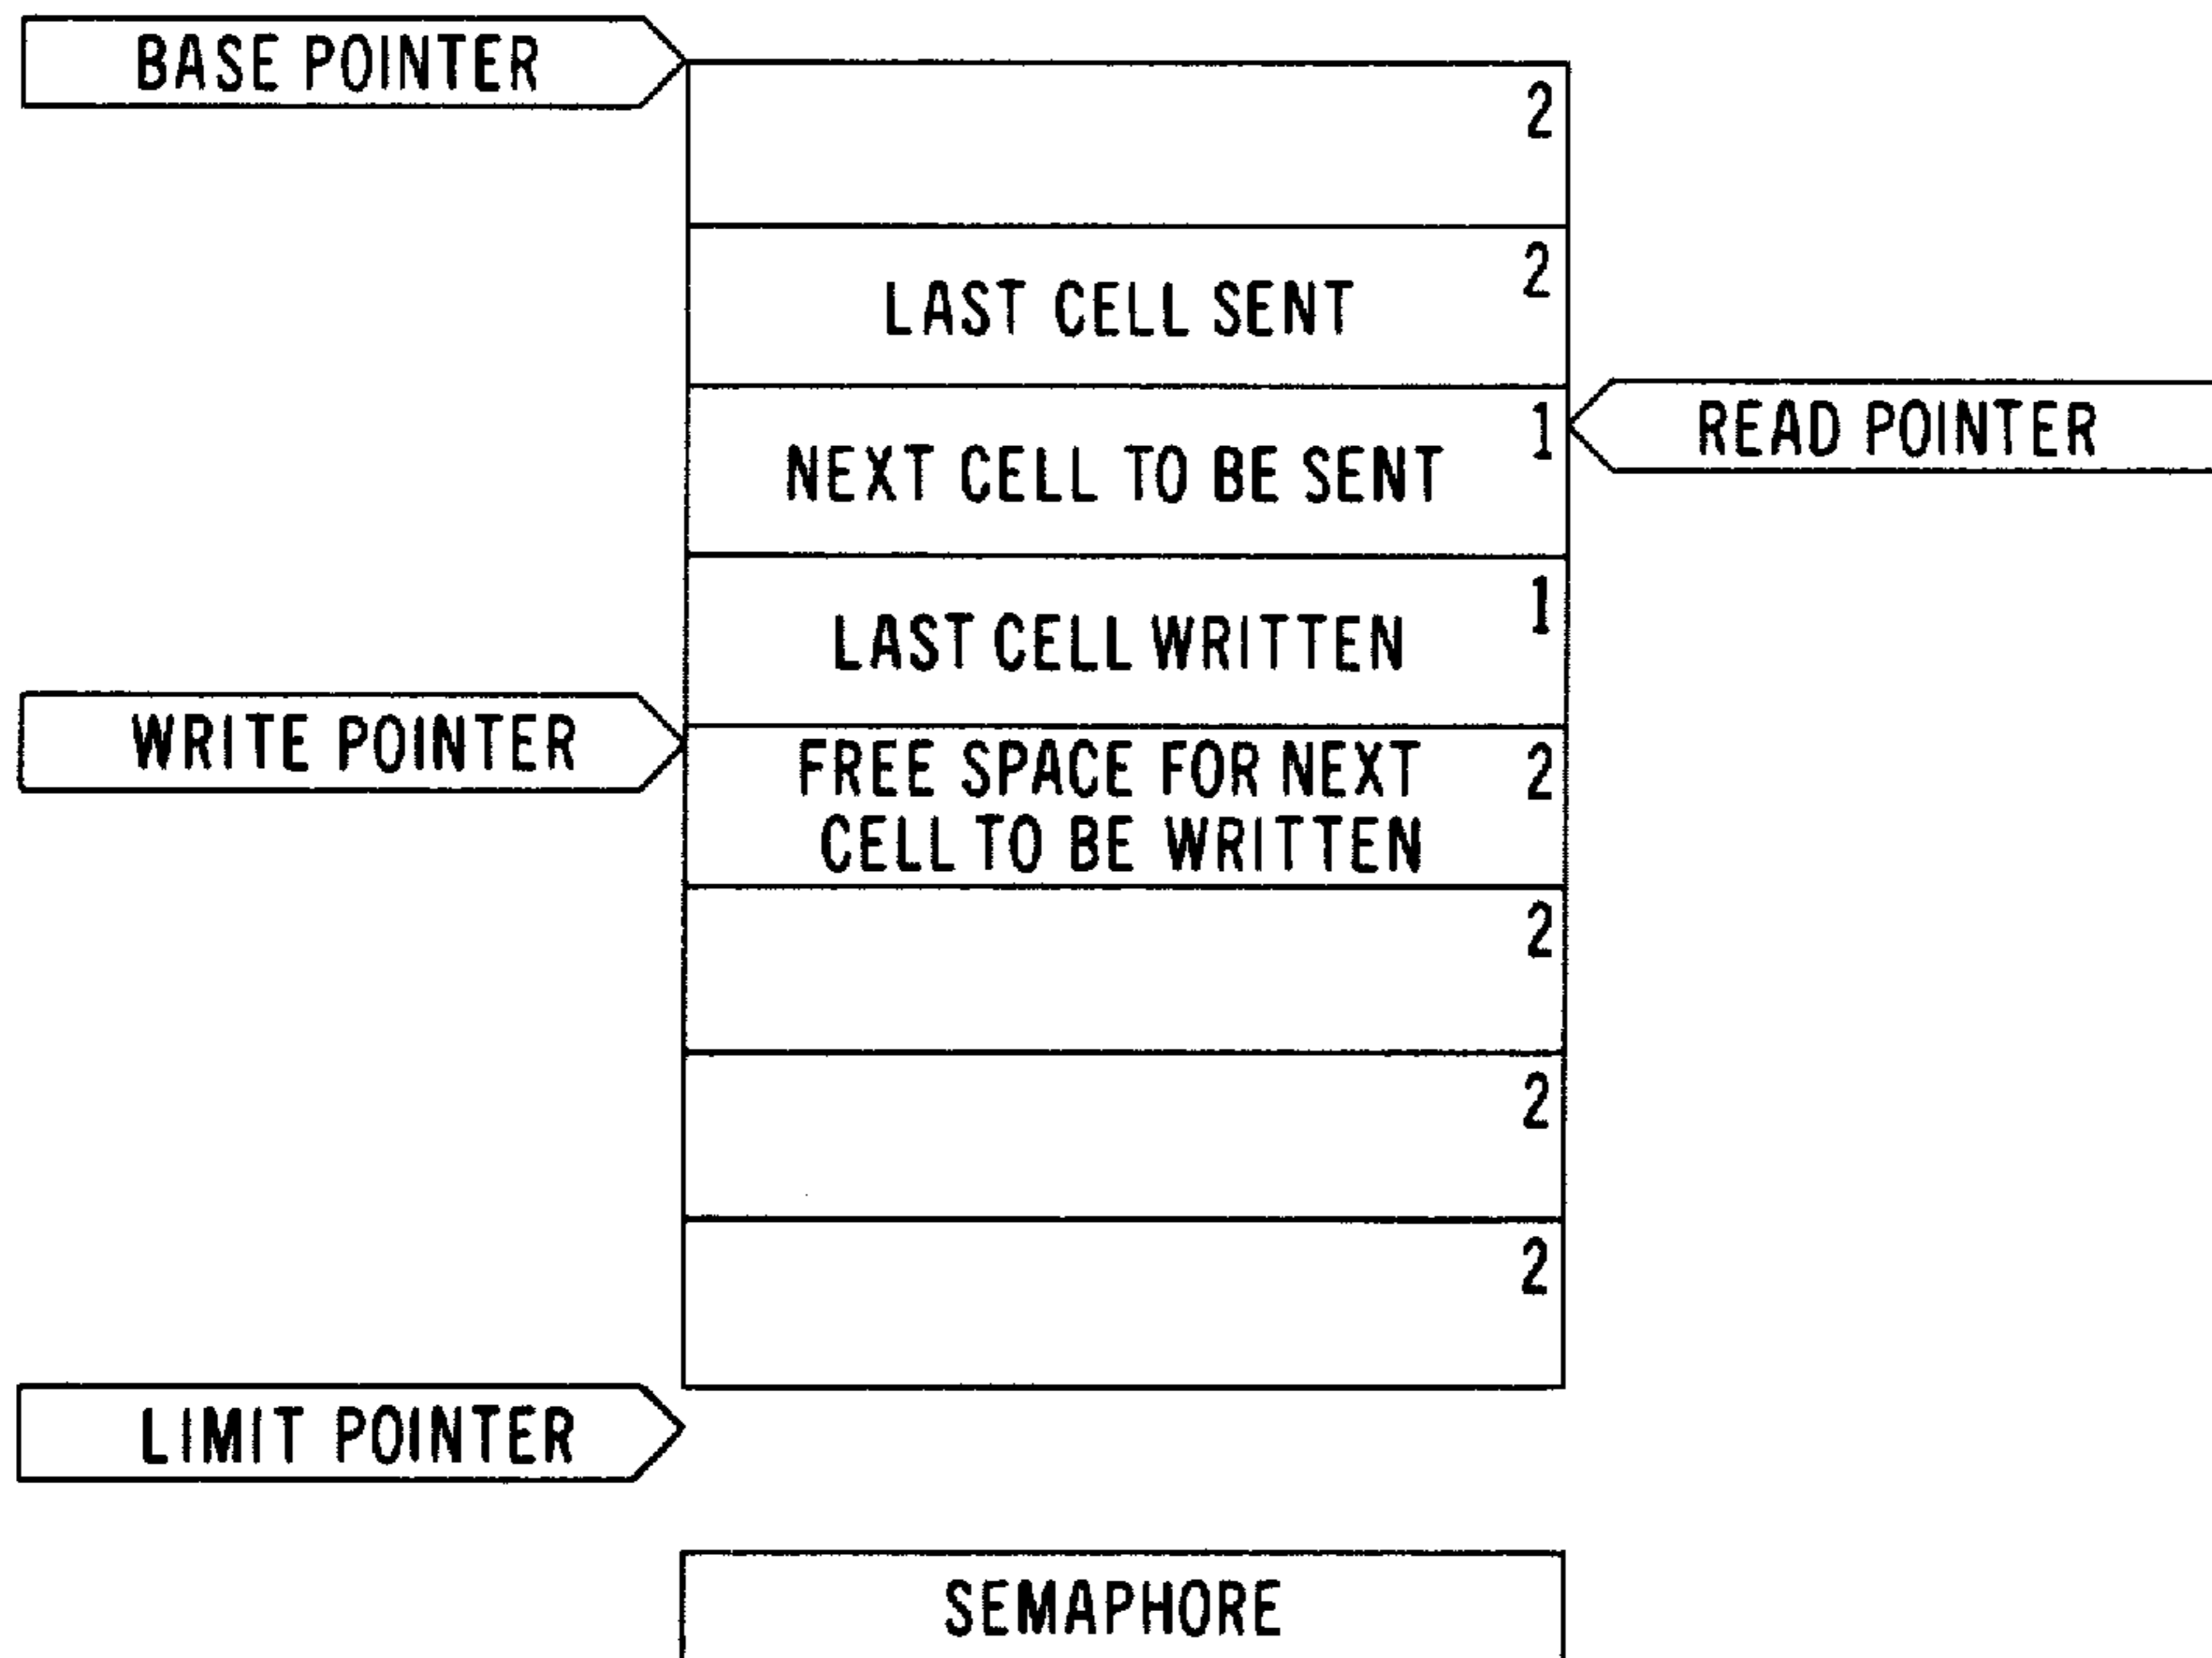 BASE POINTER
2
2
LAST CELL SENT
1
READ POINTER
NEXT CELL TO BE SENT
1
LAST CELL WRITTEN
WRITE POINTER
FREE SPACE FOR NEXT 2
CELL TO BE WRITTEN
2
2
2
LIMIT POINTER
SEMAPHORE